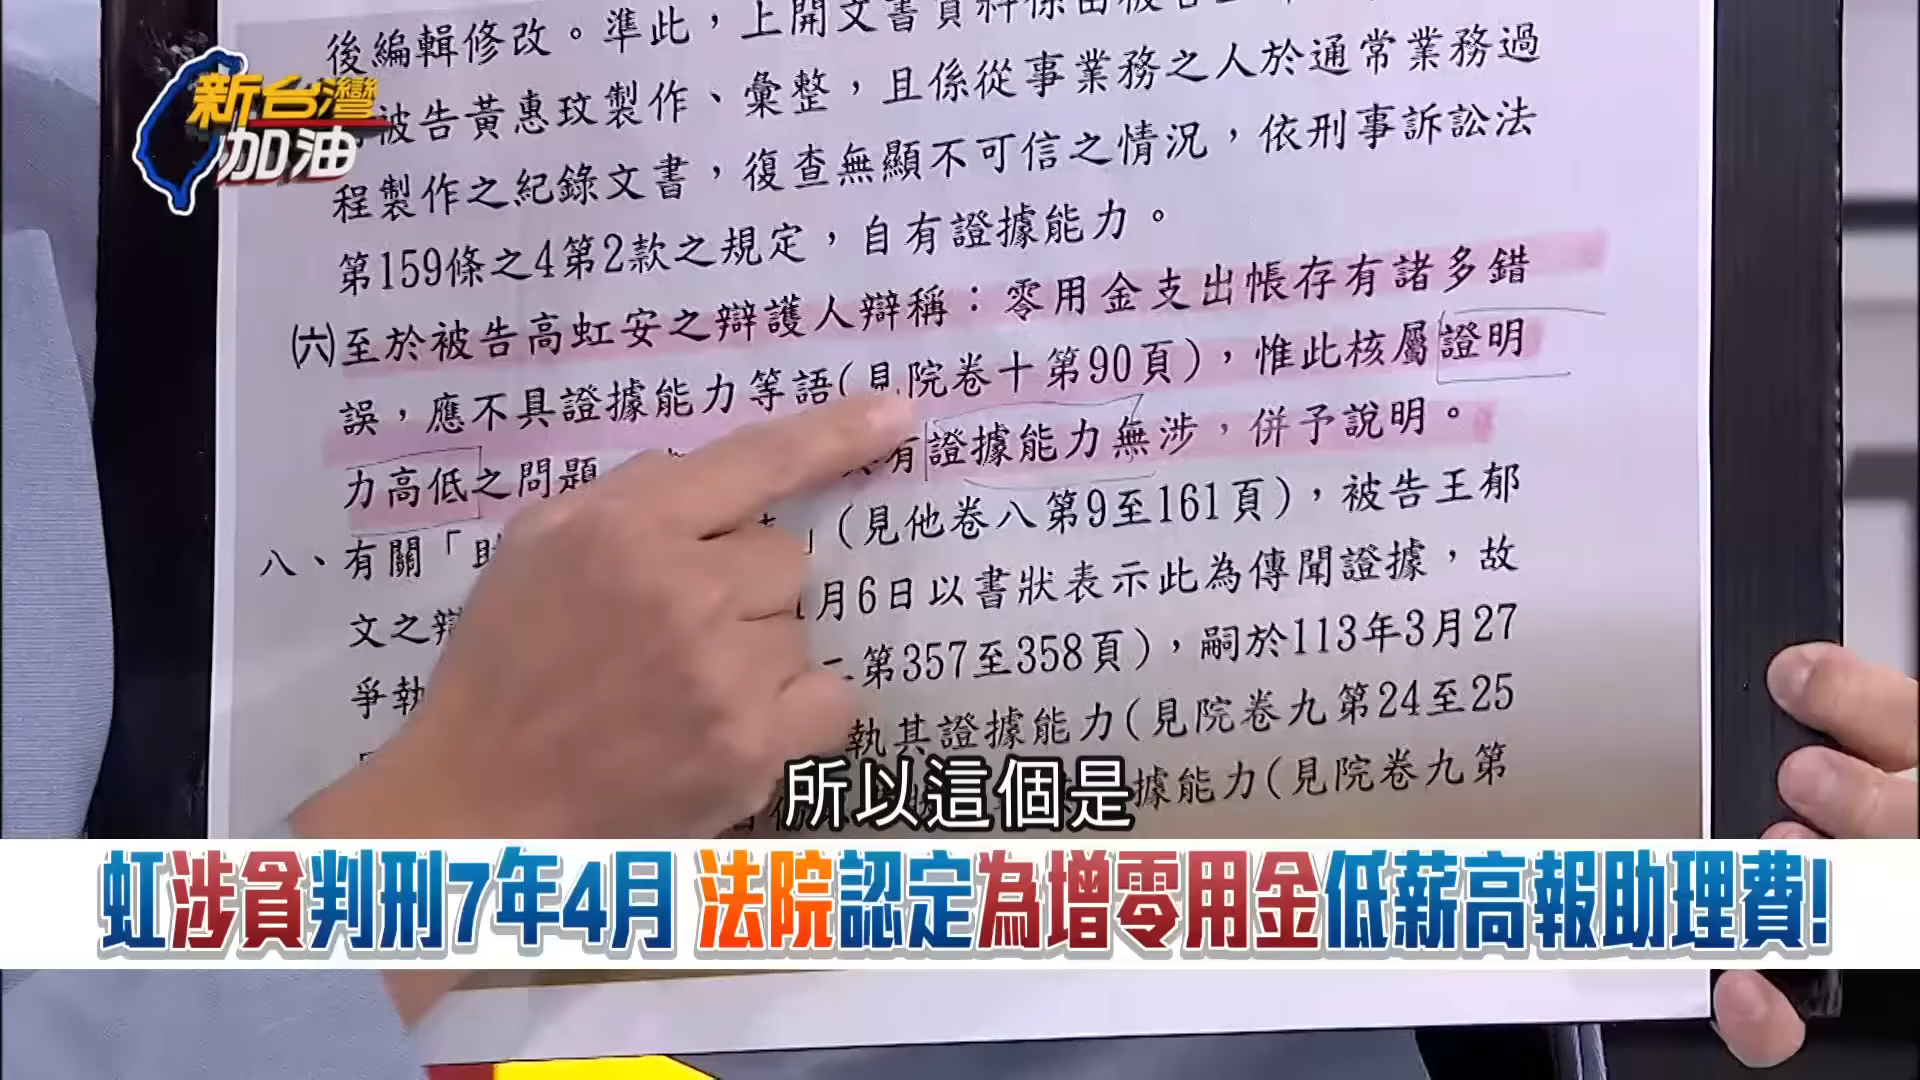 新台灣
加油
後編輯修改。準此，上開文書資料係由被告
被告黃惠玟製作、彙整，且係從事業務之人於通常業務過
程製作之紀錄文書，復查無顯不可信之情況，依刑事訴訟法
第159條之4第2款之規定，自有證據能力。
㈥至於被告高虹安之辯護人辯稱：零用金支出帳存有諸多錯
誤，應不具證據能力等語(見院卷十第90頁)，惟此核屬證明
力高低之問題 有證據能力無涉，併予說明。
八、有關「助 」(見他卷八第9至161頁)，被告王郁
文之辯 月6日以書狀表示此為傳聞證據，故
爭執 第357至358頁)，嗣於113年3月27
執其證據能力(見院卷九第24至25
據能力(見院卷九第
所以這個是
虹涉貪判刑7年4月 法院認定為增零用金低薪高報助理費!